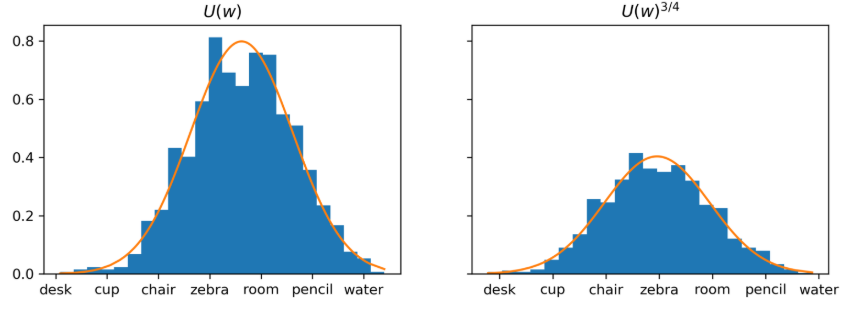 U(w)
U(w)^{3/4}
0.8
0.6
0.4
0.2
0.0
desk cup chair zebra room pencil water
desk cup chair zebra room pencil water